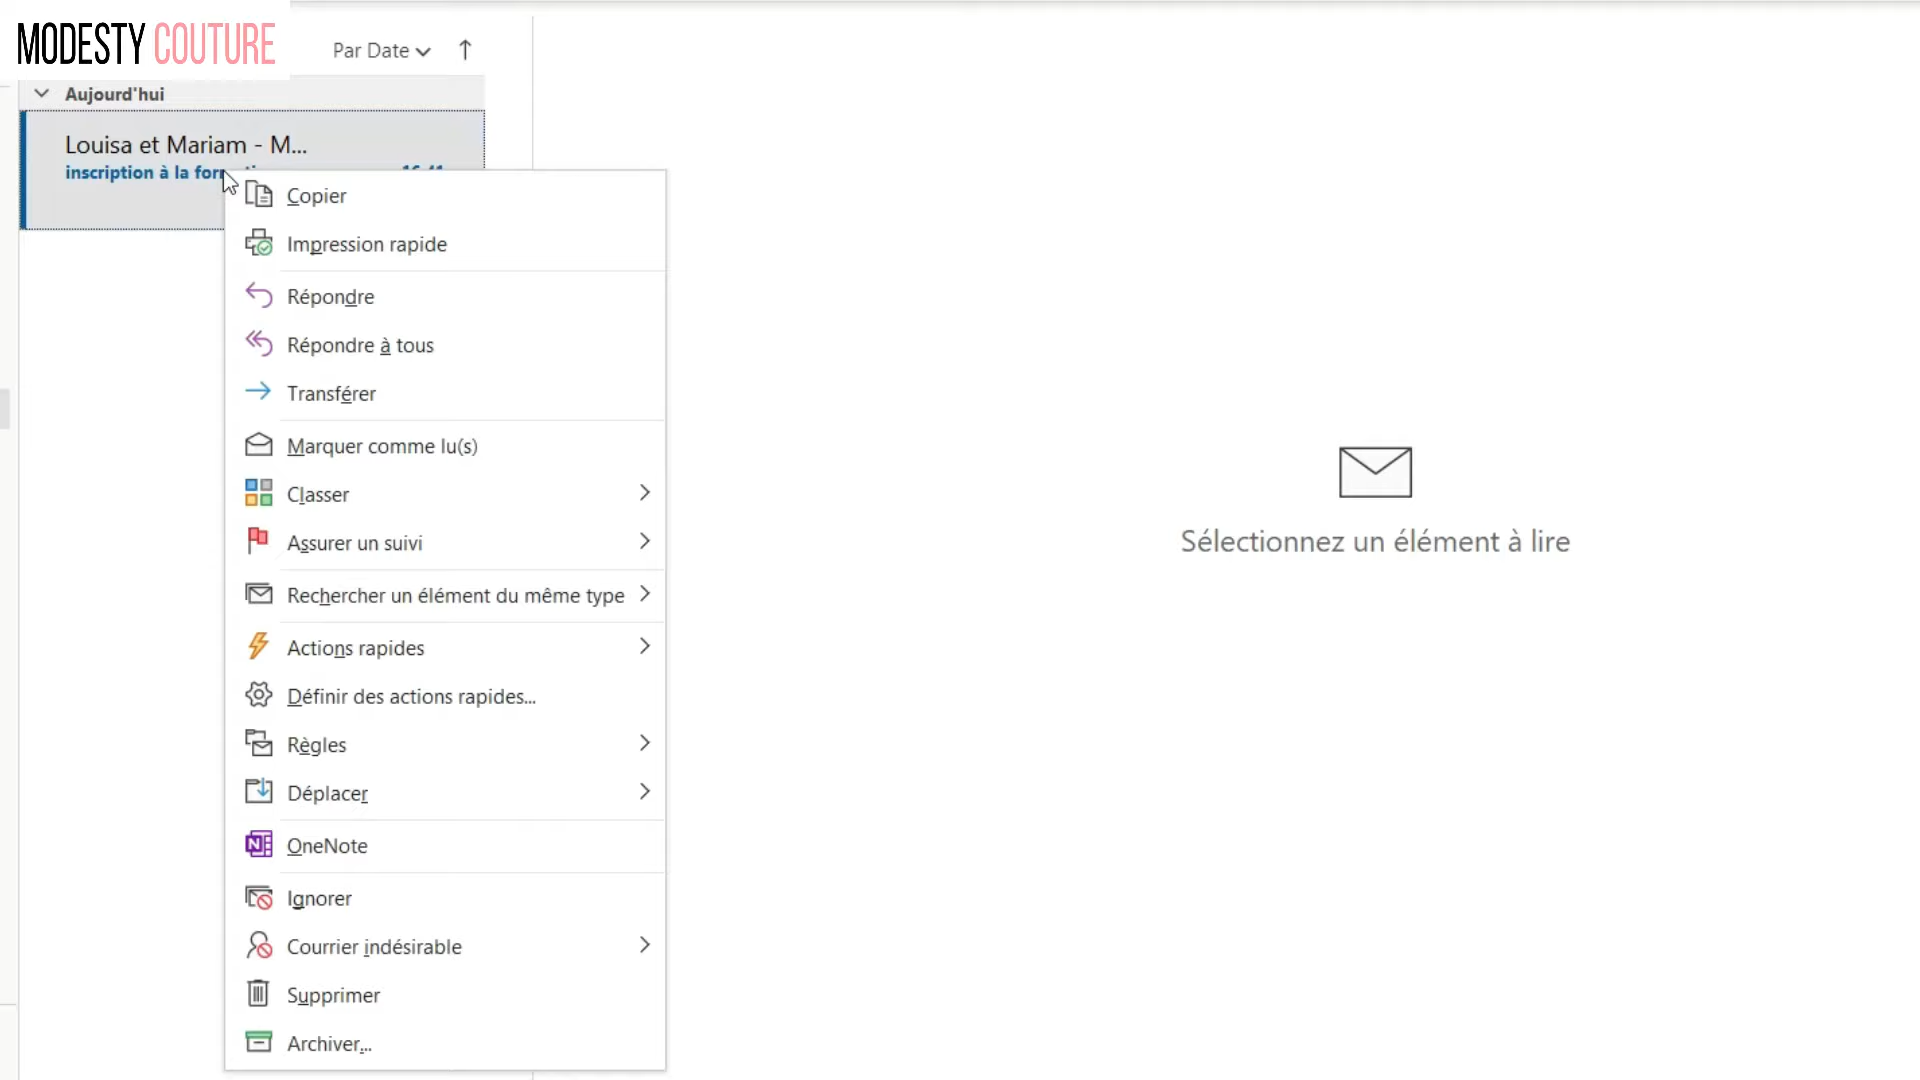 MODESTY COUTURE
Par Date
Aujourd'hui
Louisa et Mariam - M...
inscription à la
Copier
Impression rapide
Répondre
Répondre à tous
Transférer
Marquer comme lu(s)
Classer
Assurer un suivi
Rechercher un élément du même type
Actions rapides
Définir des actions rapides...
Règles
Déplacer
OneNote
Ignorer
Courrier indésirable
Supprimer
Archiver...
Sélectionnez un élément à lire